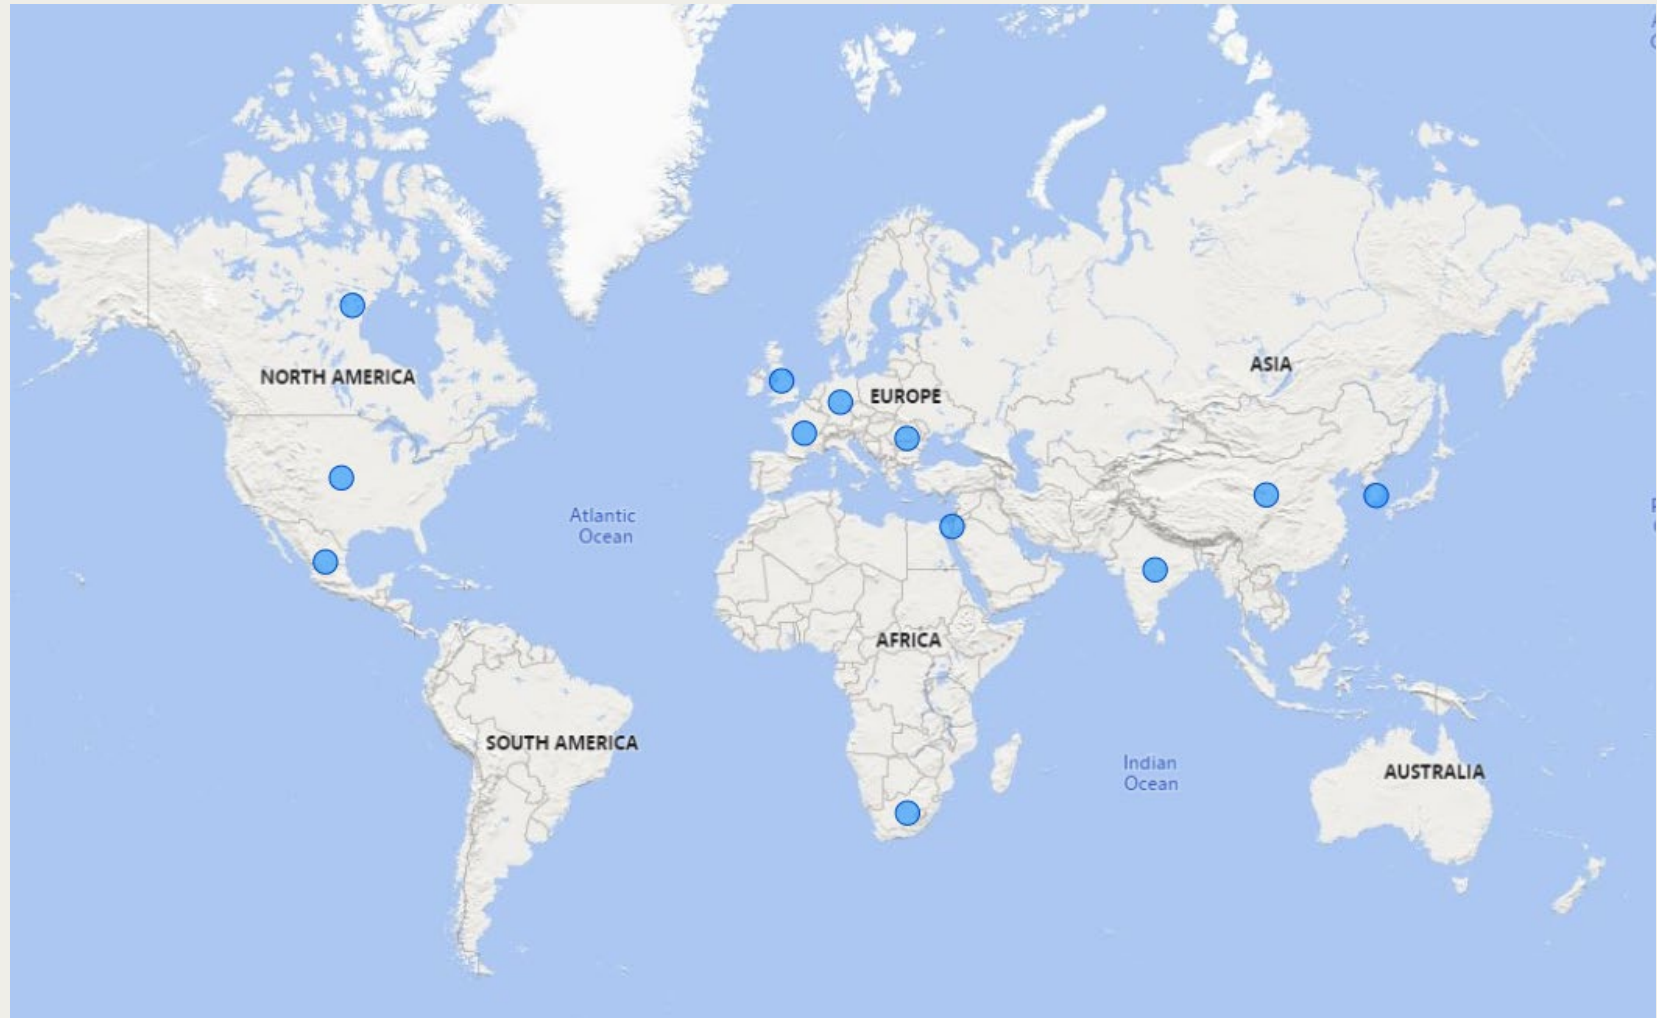 NORTH AMERICA
EUROPE
ASIA
Atlantic
Ocean
AFRICA
SOUTH AMERICA
Indian
Ocean
AUSTRALIA